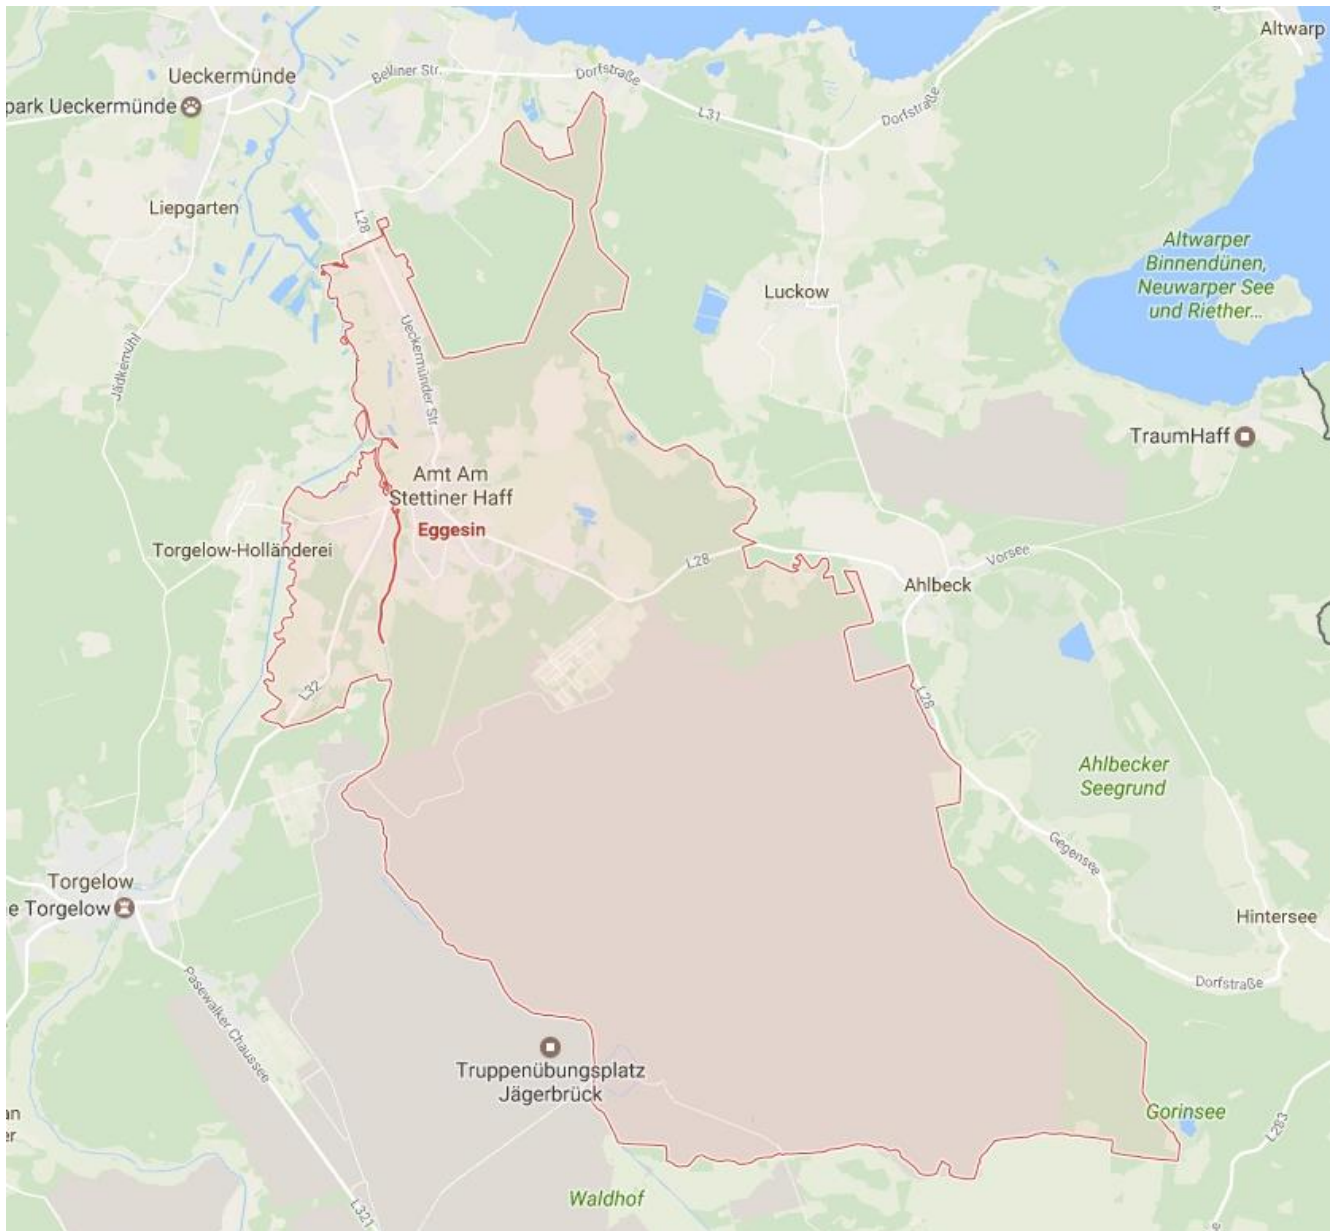 Altwarp
Ueckermünde
Belliner Str.
Dorfstraße
park Ueckermünde
L31
Dorfstraße
Liepgarten
L28
Altwarper
Binnendünen,
Neuwarper See
und Riether...
Luckow
Ueckermünder Str.
Jädkemühl
TraumHaff
Amt Am
Stettiner Haff
Eggesin
Torgelow-Holländerei
L28
Vorsee
Ahlbeck
L32
L28
Ahlbecker
Seegrund
Gegensee
Torgelow
e Torgelow
Hintersee
Dorfstraße
Pasewalker Chaussee
Truppenübungsplatz
Jägerbrück
Gorinsee
an
er
L283
Waldhof
L321